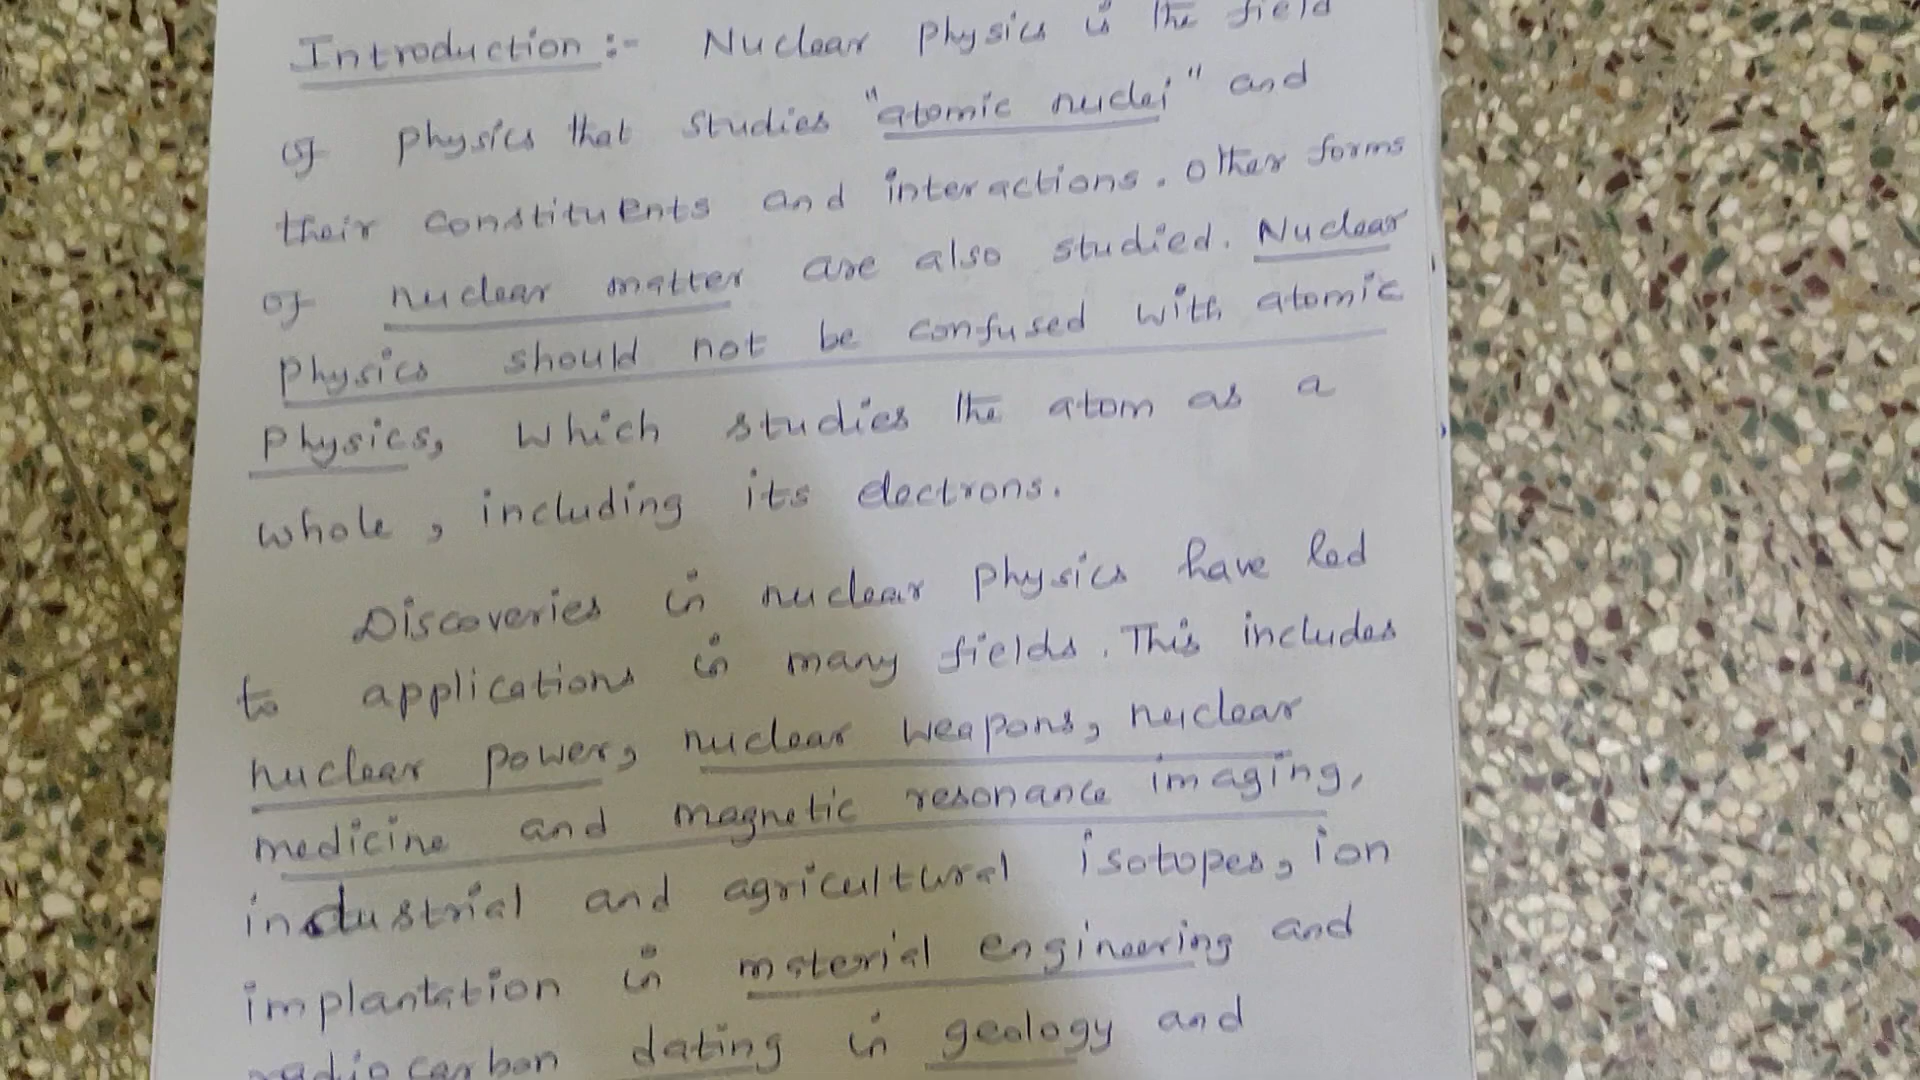 Introduction :- Nuclear Physics is the field
of Physics that studies "atomic nuclei" and
their constituents and interactions. other forms
of nuclear matter are also studied. Nuclear
Physics should not be confused with atomic
Physics, which studies the atom as a
whole, including its electrons.
Discoveries in nuclear physics have led
to applications in many fields. This includes
nuclear power, nuclear weapons, nuclear
medicine and magnetic resonance imaging,
industrial and agricultural isotopes, ion
implantation in material engineering and
radiocarbon dating in geology and